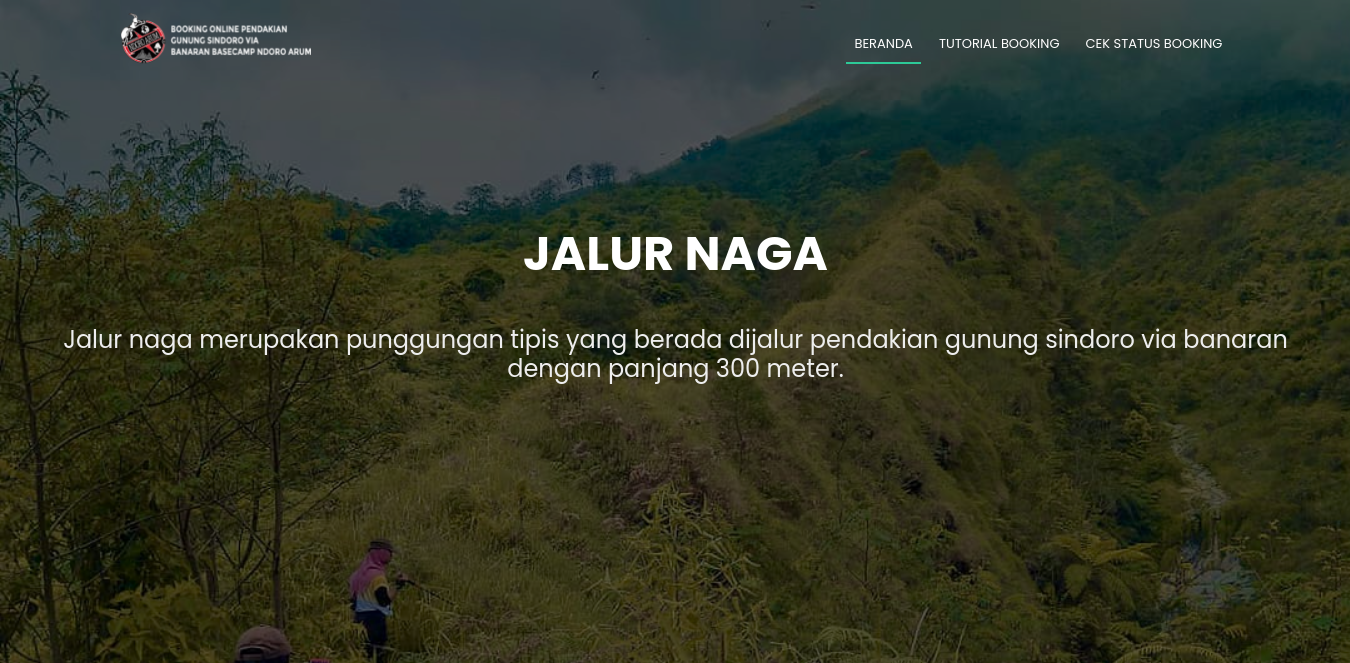 BOOKING ONLINE PENDAKIAN
GUNUNG SINDORO VIA
BANARAN BASECAMP NDORO ARUM
BERANDA TUTORIAL BOOKING CEK STATUS BOOKING
JALUR NAGA
Jalur naga merupakan punggungan tipis yang berada dijalur pendakian gunung sindoro via banaran
dengan panjang 300 meter.